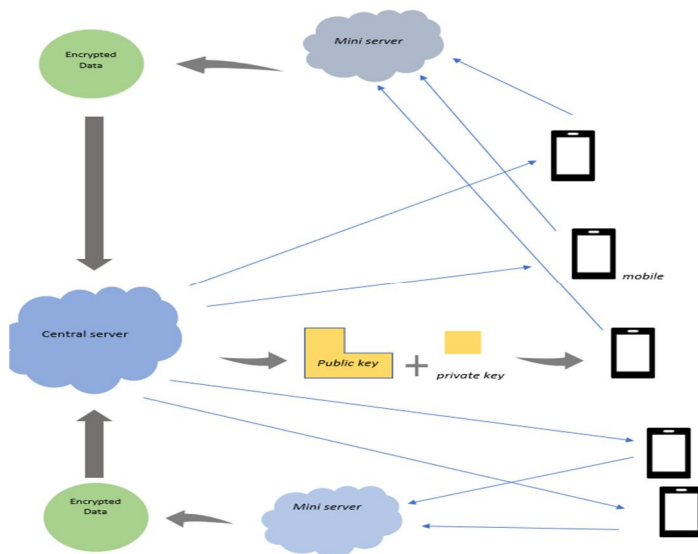 Mini server
Encrypted
Data
mobile
Central server
Public key
private key
Encrypted
Data
Mini server